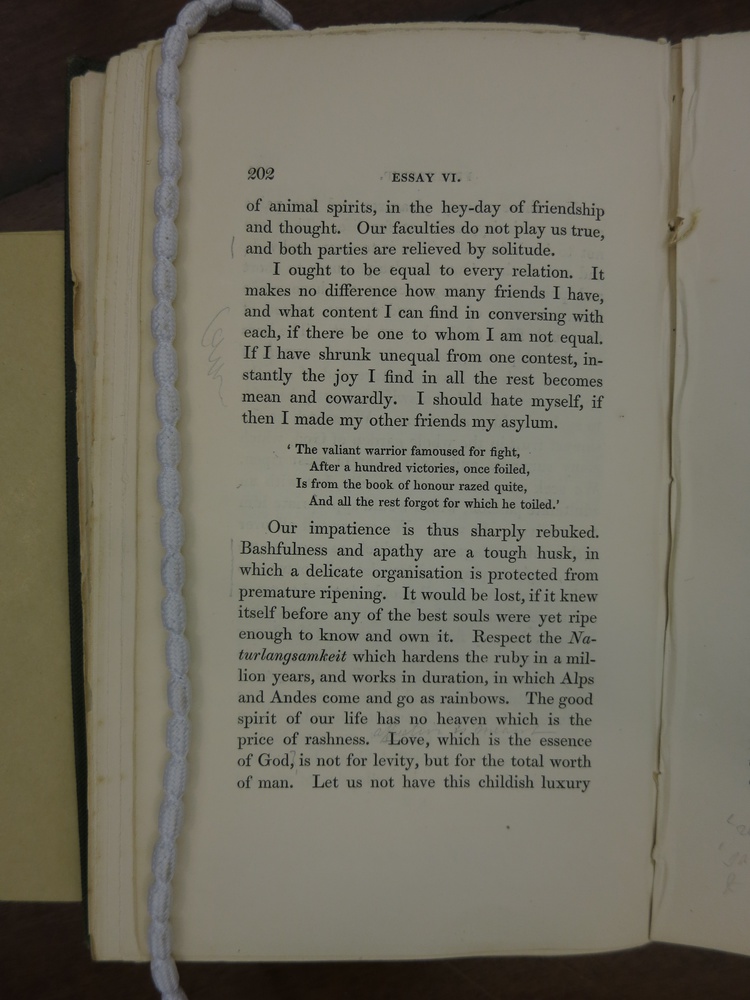 202
ESSAY VI.
of animal spirits, in the hey-day of friendship
and thought. Our faculties do not play us true,
and both parties are relieved by solitude.
I ought to be equal to every relation. It
makes no difference how many friends I have,
and what content I can find in conversing with
each, if there be one to whom I am not equal.
If I have shrunk unequal from one contest, in-
stantly the joy I find in all the rest becomes
mean and cowardly. I should hate myself, if
then I made my other friends my asylum.
‘ The valiant warrior famoused for fight,
After a hundred victories, once foiled,
Is from the book of honour razed quite,
And all the rest forgot for which he toiled.’
Our impatience is thus sharply rebuked.
Bashfulness and apathy are a tough husk, in
which a delicate organisation is protected from
premature ripening. It would be lost, if it knew
itself before any of the best souls were yet ripe
enough to know and own it. Respect the Na-
turlangsamkeit which hardens the ruby in a mil-
lion years, and works in duration, in which Alps
and Andes come and go as rainbows. The good
spirit of our life has no heaven which is the
price of rashness. Love, which is the essence
of God, is not for levity, but for the total worth
of man. Let us not have this childish luxury